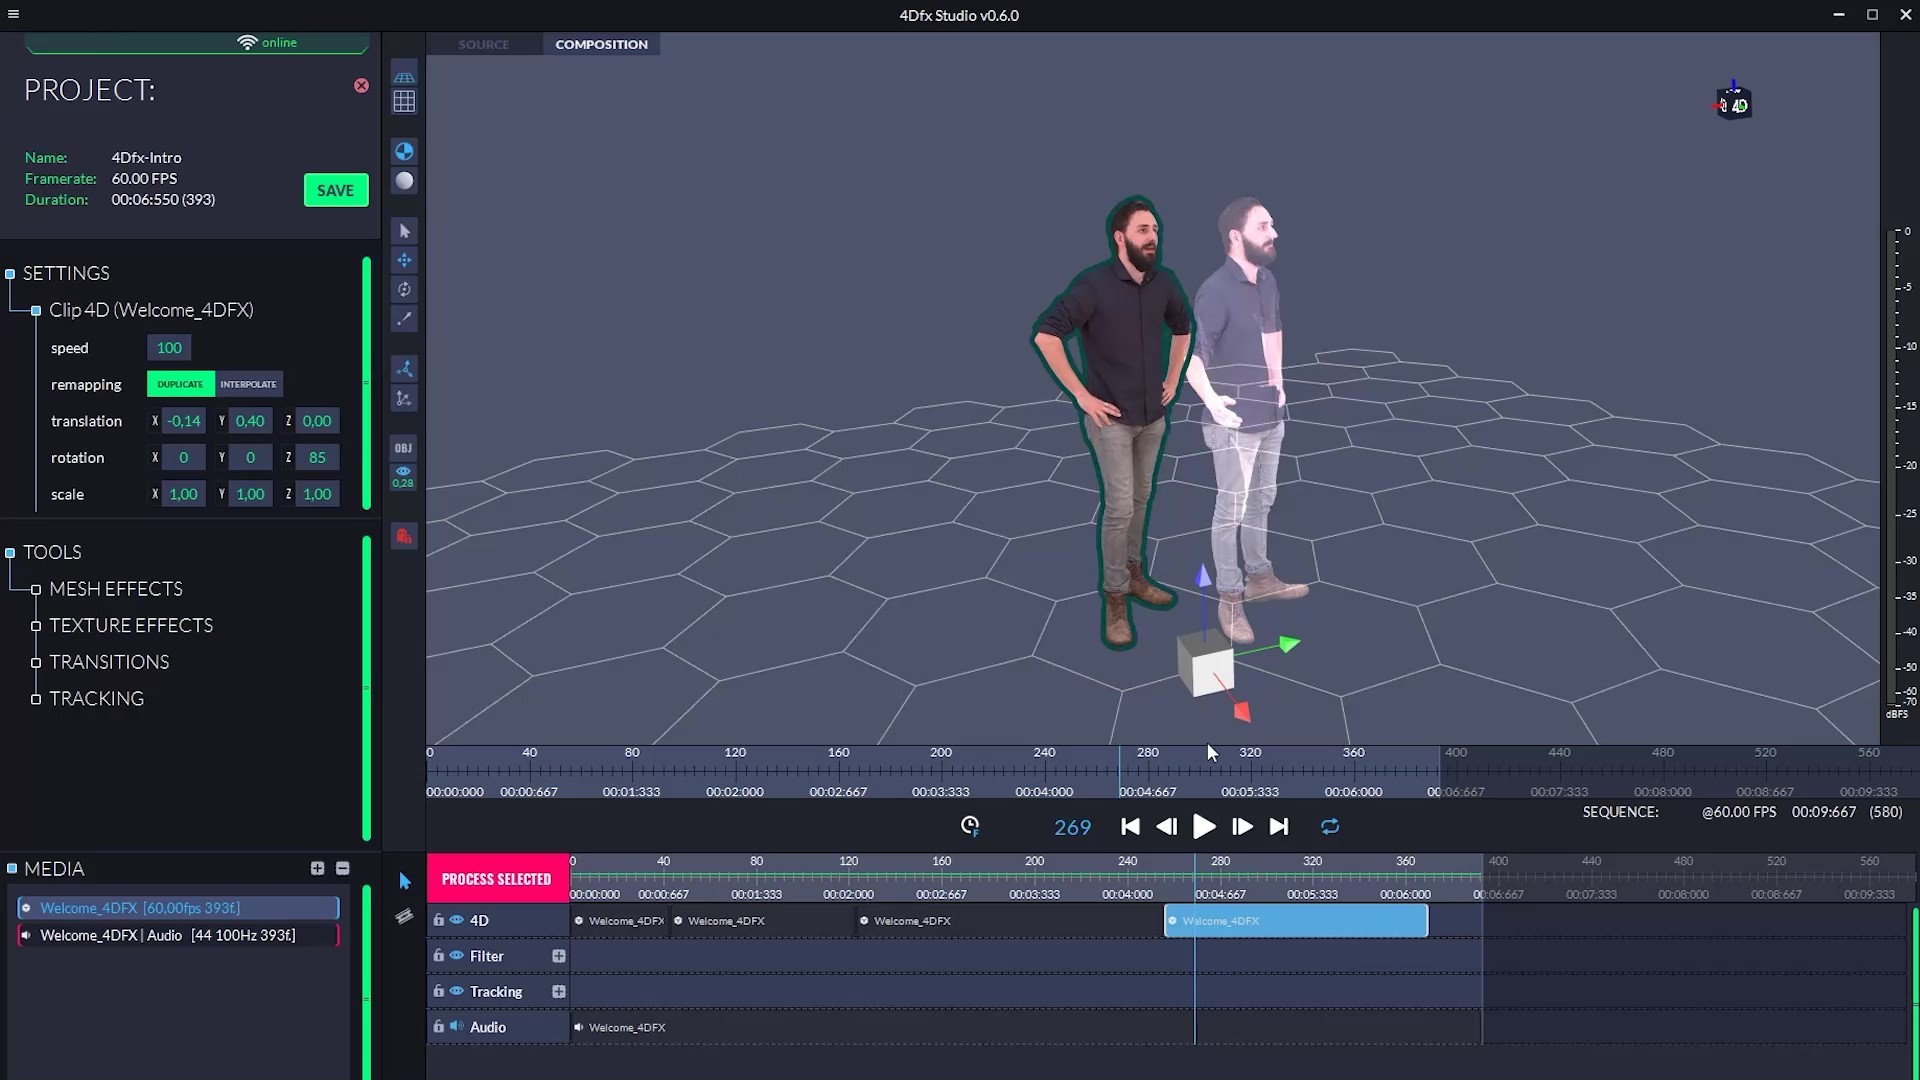 4Dfx Studio v0.6.0
online
SOURCE COMPOSITION
PROJECT:
Name: 4Dfx-Intro
Framerate: 60.00 FPS
Duration: 00:06:550 (393)
SAVE
SETTINGS
Clip 4D (Welcome_4DFX)
speed 100
remapping DUPLICATE INTERPOLATE
translation X -0,14 Y 0,40 Z 0,00
rotation X 0 Y 0 Z 85
scale X 1,00 Y 1,00 Z 1,00
OBJ
0,28
4D
0
-5
-10
-15
-20
-25
-30
-35
-40
-50
-60
-70
dBFS
TOOLS
MESH EFFECTS
TEXTURE EFFECTS
TRANSITIONS
TRACKING
0 40 80 120 160 200 240 280 320 360 400 440 480 520 560
00:00:000 00:00:667 00:01:333 00:02:000 00:02:667 00:03:333 00:04:000 00:04:667 00:05:333 00:06:000 00:06:667 00:07:333 00:08:000 00:08:667 00:09:333
269
SEQUENCE: @60.00 FPS 00:09:667 (580)
MEDIA
Welcome_4DFX [60,00fps 393f.]
Welcome_4DFX | Audio [44 100Hz 393f.]
PROCESS SELECTED
0 40 80 120 160 200 240 280 320 360 400 440 480 520 560
00:00:000 00:00:667 00:01:333 00:02:000 00:02:667 00:03:333 00:04:000 00:04:667 00:05:333 00:06:000 00:06:667 00:07:333 00:08:000 00:08:667 00:09:333
4D Welcome_4DFX Welcome_4DFX Welcome_4DFX Welcome_4DFX
Filter
Tracking
Audio Welcome_4DFX